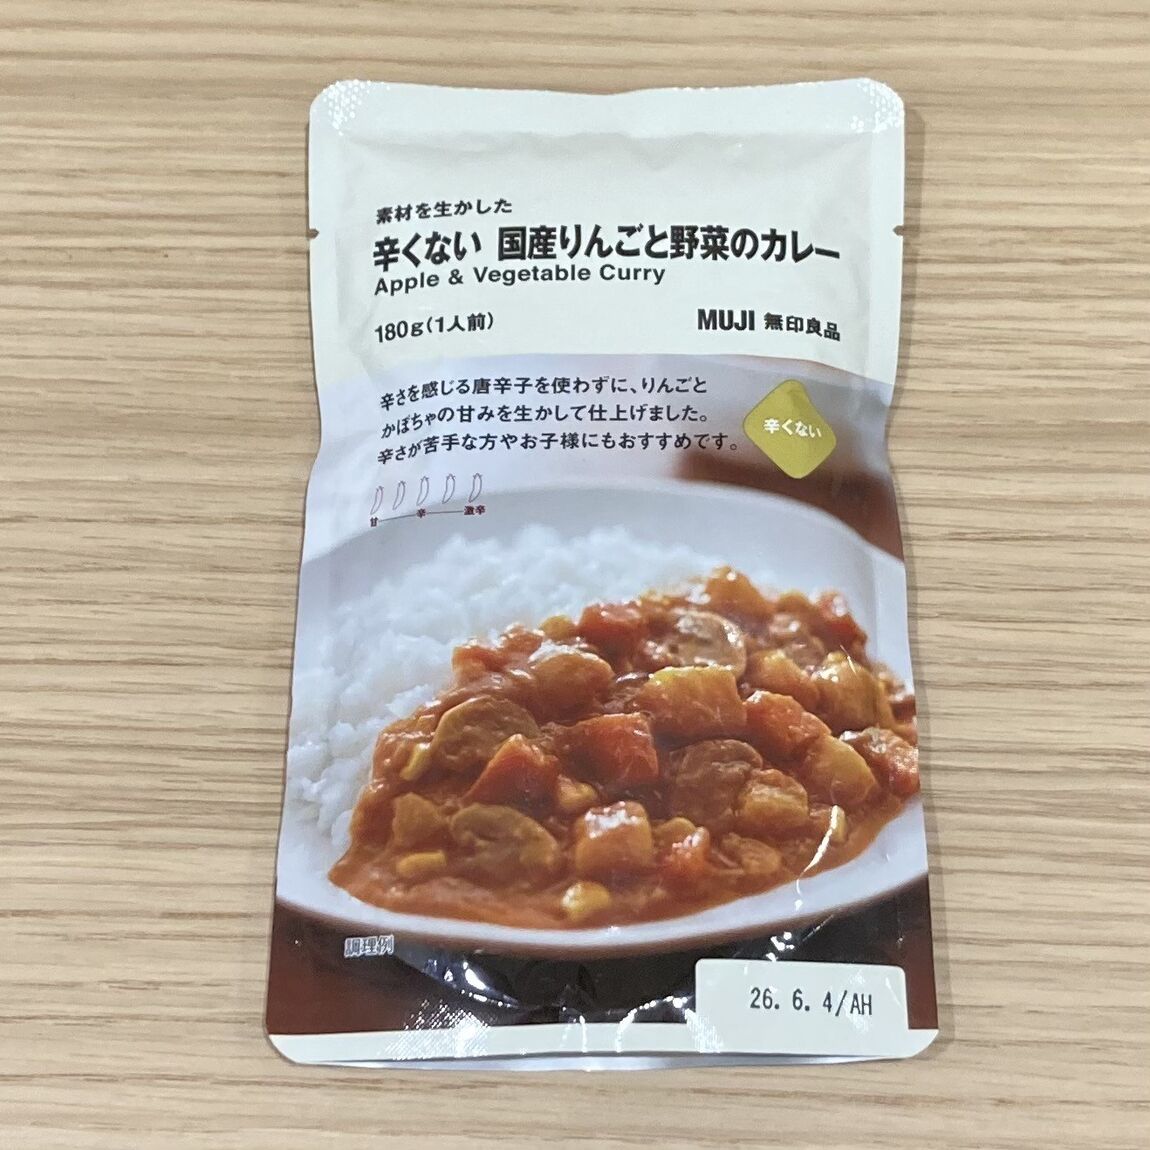 素材を生かした
辛くない 国産りんごと野菜のカレー
Apple & Vegetable Curry
180g(1人前)
MUJI 無印良品
辛さを感じる唐辛子を使わずに、りんごと
かぼちゃの甘みを生かして仕上げました。
辛さが苦手な方やお子様にもおすすめです。
辛くない
甘 辛 激辛
調理例
26. 6. 4/AH